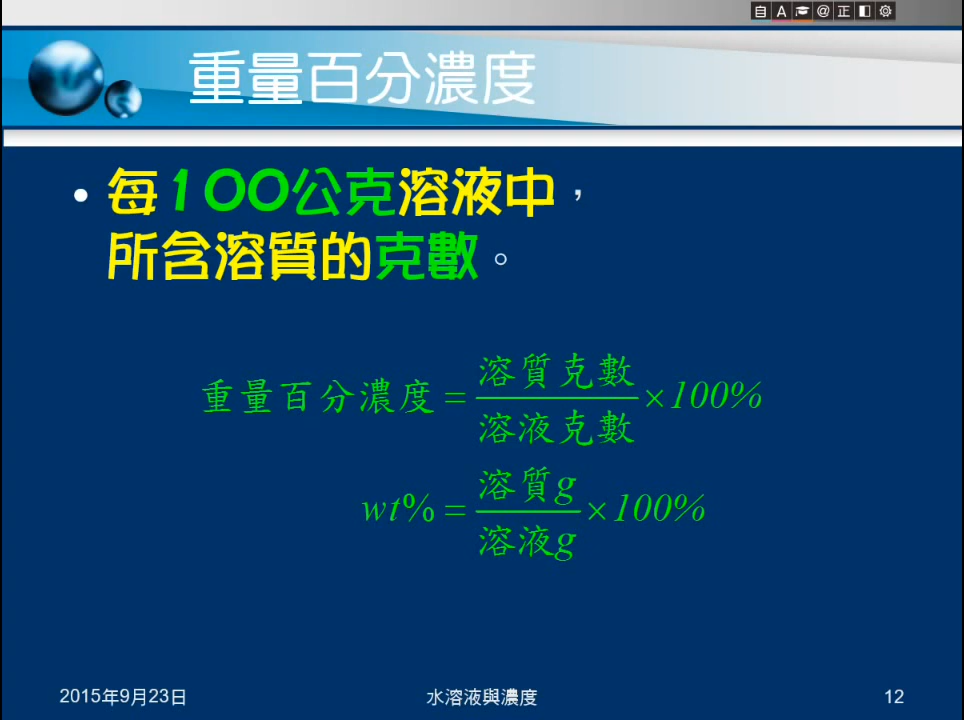 自 A @ 正
重量百分濃度
• 每100公克溶液中，
所含溶質的克數。
重量百分濃度 = 溶質克數 / 溶液克數 × 100%
wt% = 溶質g / 溶液g × 100%
2015年9月23日
水溶液與濃度
12